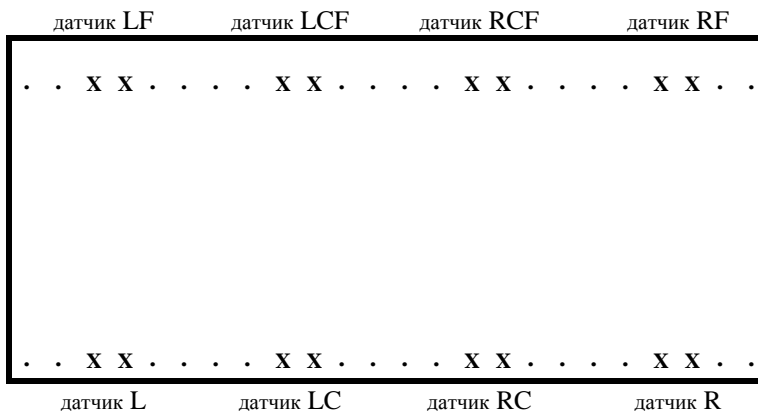 датчик LF датчик LCF датчик RCF датчик RF
. . X X . . . . X X . . . . X X . . . . X X . .
. . X X . . . . X X . . . . X X . . . . X X . .
датчик L датчик LC датчик RC датчик R